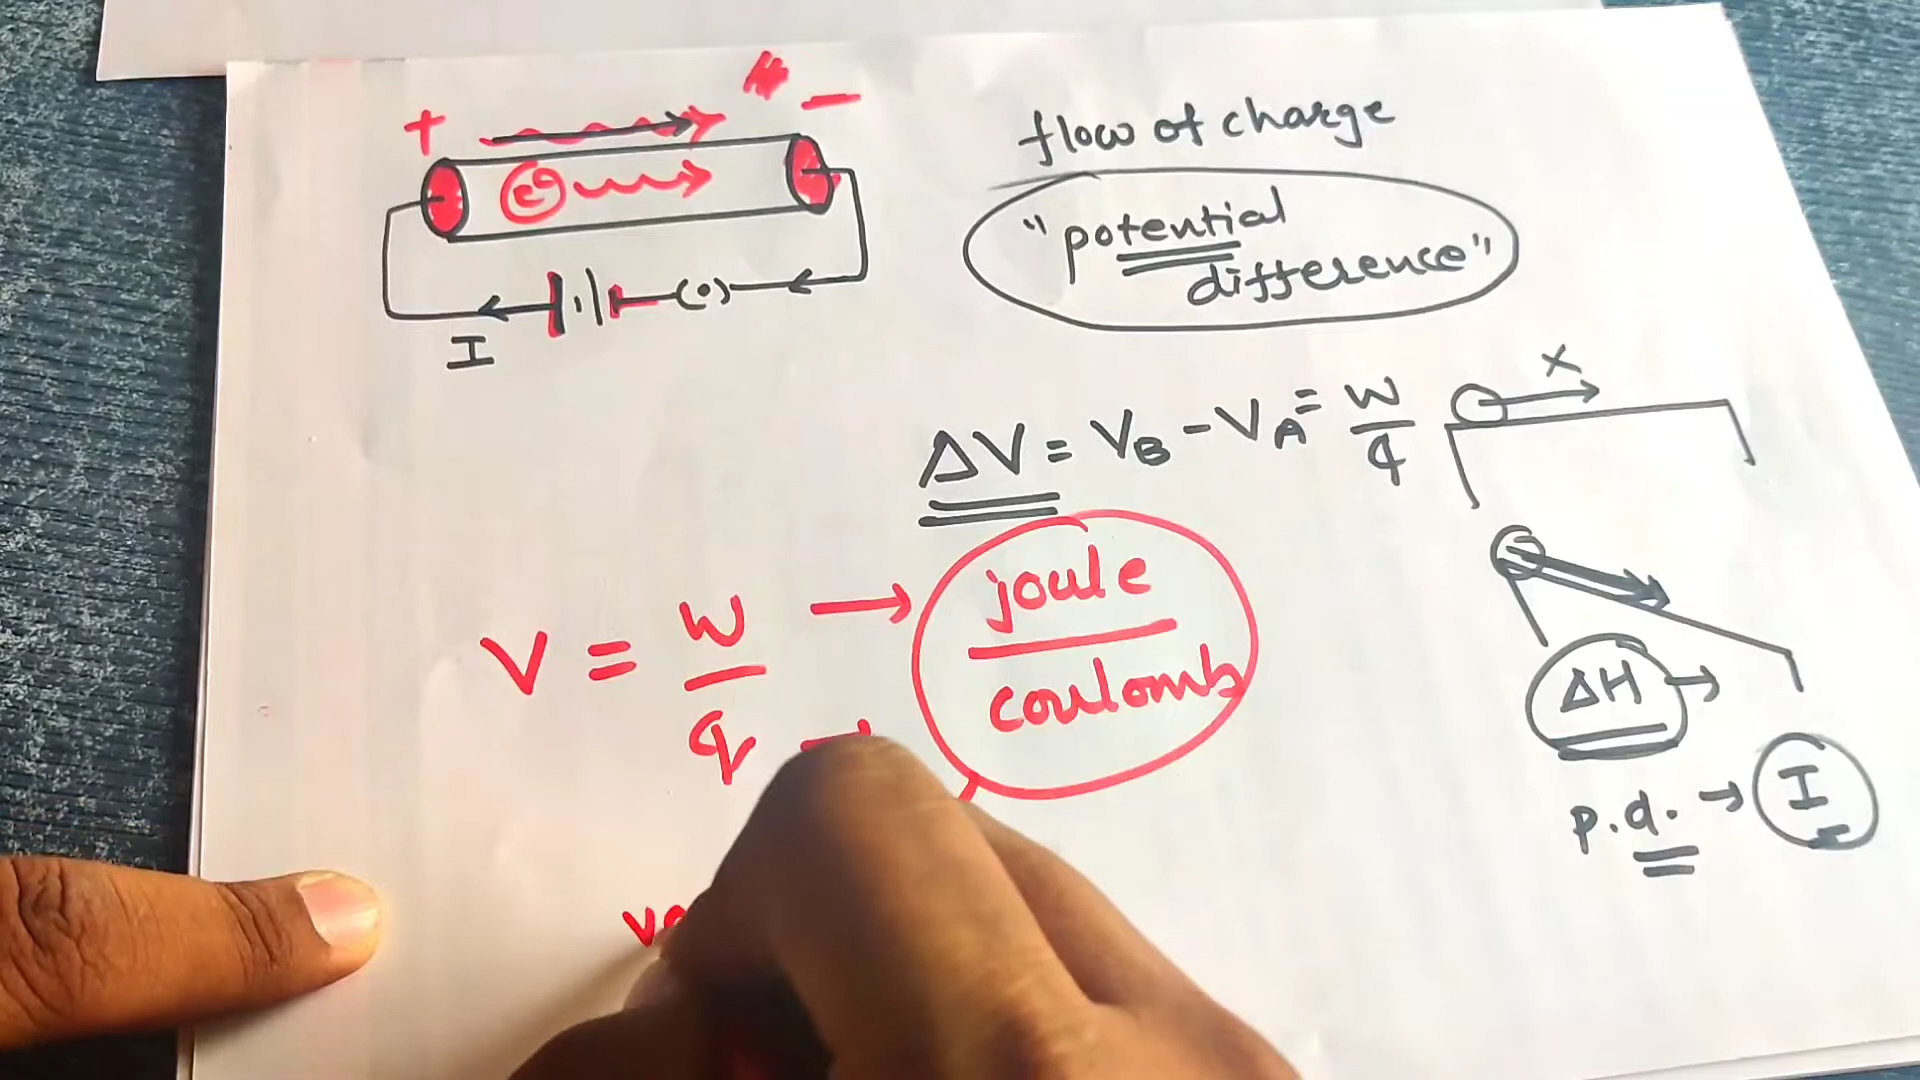 + −
flow of charge
"potential
difference"
I
x
ΔV = VB - VA = W/q
V = W/q → joule/coulomb
→
ΔH →
p.d. → I